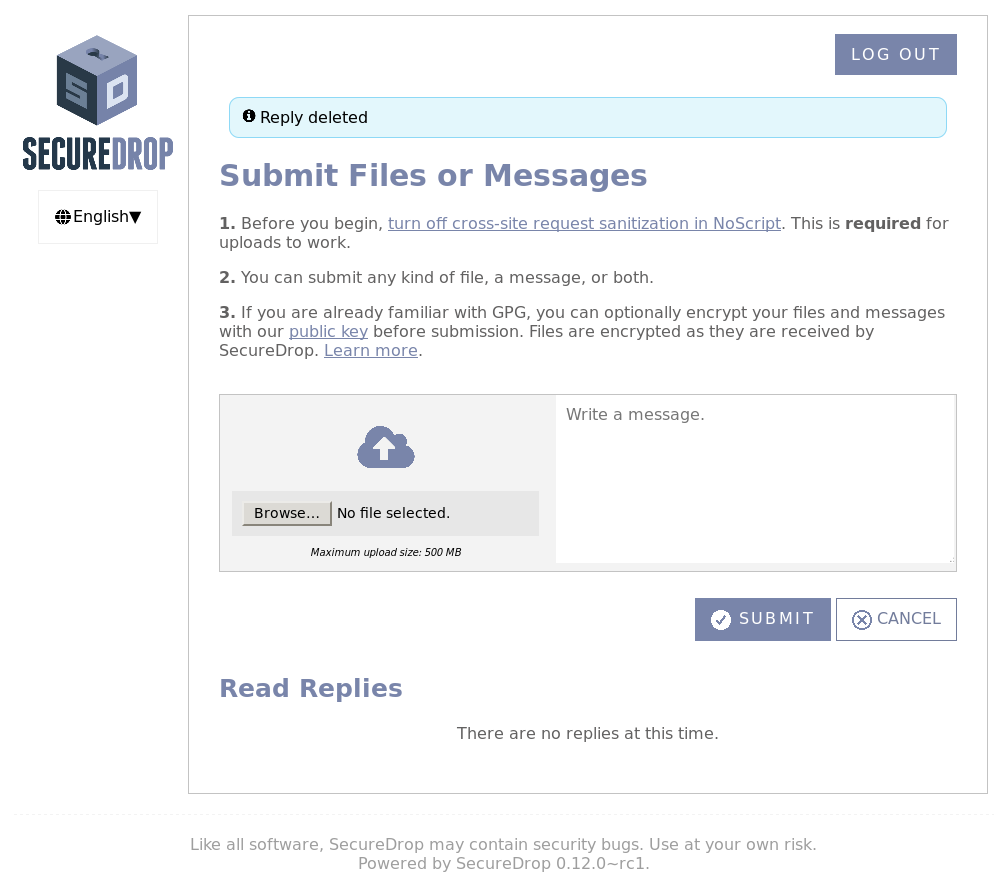 LOG OUT
SD
SECUREDROP
English▼
Reply deleted
Submit Files or Messages
1. Before you begin, turn off cross-site request sanitization in NoScript. This is required for
uploads to work.
2. You can submit any kind of file, a message, or both.
3. If you are already familiar with GPG, you can optionally encrypt your files and messages
with our public key before submission. Files are encrypted as they are received by
SecureDrop. Learn more.
Write a message.
Browse... No file selected.
Maximum upload size: 500 MB
SUBMIT CANCEL
Read Replies
There are no replies at this time.
Like all software, SecureDrop may contain security bugs. Use at your own risk.
Powered by SecureDrop 0.12.0~rc1.